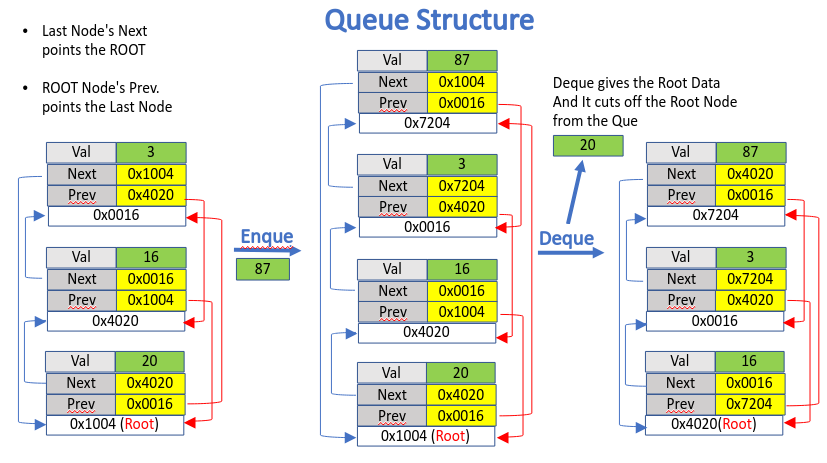 Queue Structure
• Last Node's Next
points the ROOT
• ROOT Node's Prev.
points the Last Node
Val 3
Next 0x1004
Prev 0x4020
0x0016
Val 16
Next 0x0016
Prev 0x1004
0x4020
Val 20
Next 0x4020
Prev 0x0016
0x1004 (Root)
Enque
87
Val 87
Next 0x1004
Prev 0x0016
0x7204
Val 3
Next 0x7204
Prev 0x4020
0x0016
Val 16
Next 0x0016
Prev 0x1004
0x4020
Val 20
Next 0x4020
Prev 0x0016
0x1004 (Root)
Deque gives the Root Data
And It cuts off the Root Node
from the Que
20
Deque
Val 87
Next 0x4020
Prev 0x0016
0x7204
Val 3
Next 0x7204
Prev 0x4020
0x0016
Val 16
Next 0x0016
Prev 0x7204
0x4020(Root)